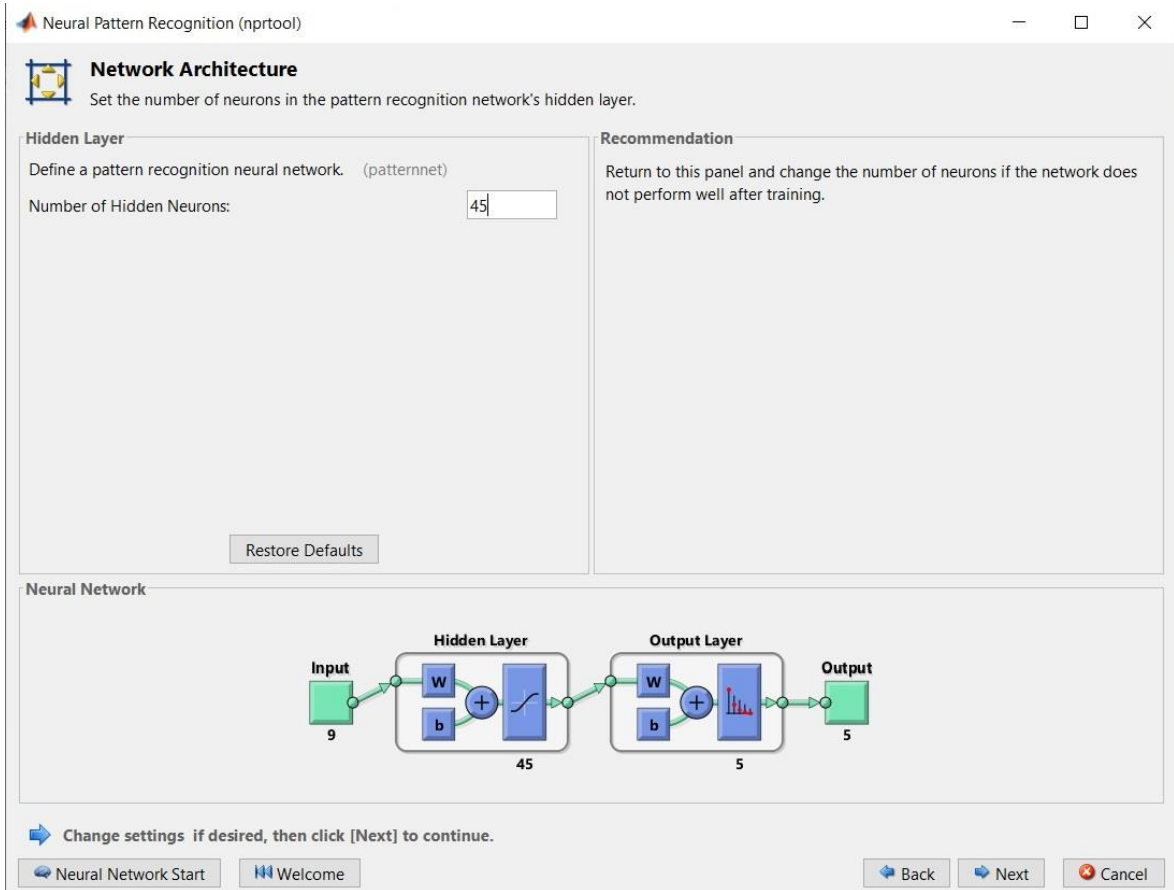 Neural Pattern Recognition (nprtool)
Network Architecture
Set the number of neurons in the pattern recognition network's hidden layer.
Hidden Layer
Define a pattern recognition neural network. (patternnet)
Number of Hidden Neurons: 45
Restore Defaults
Recommendation
Return to this panel and change the number of neurons if the network does
not perform well after training.
Neural Network
Hidden Layer Output Layer
Input Output
W W
b b
+ +
9 5
45 5
Change settings if desired, then click [Next] to continue.
Neural Network Start Welcome Back Next Cancel